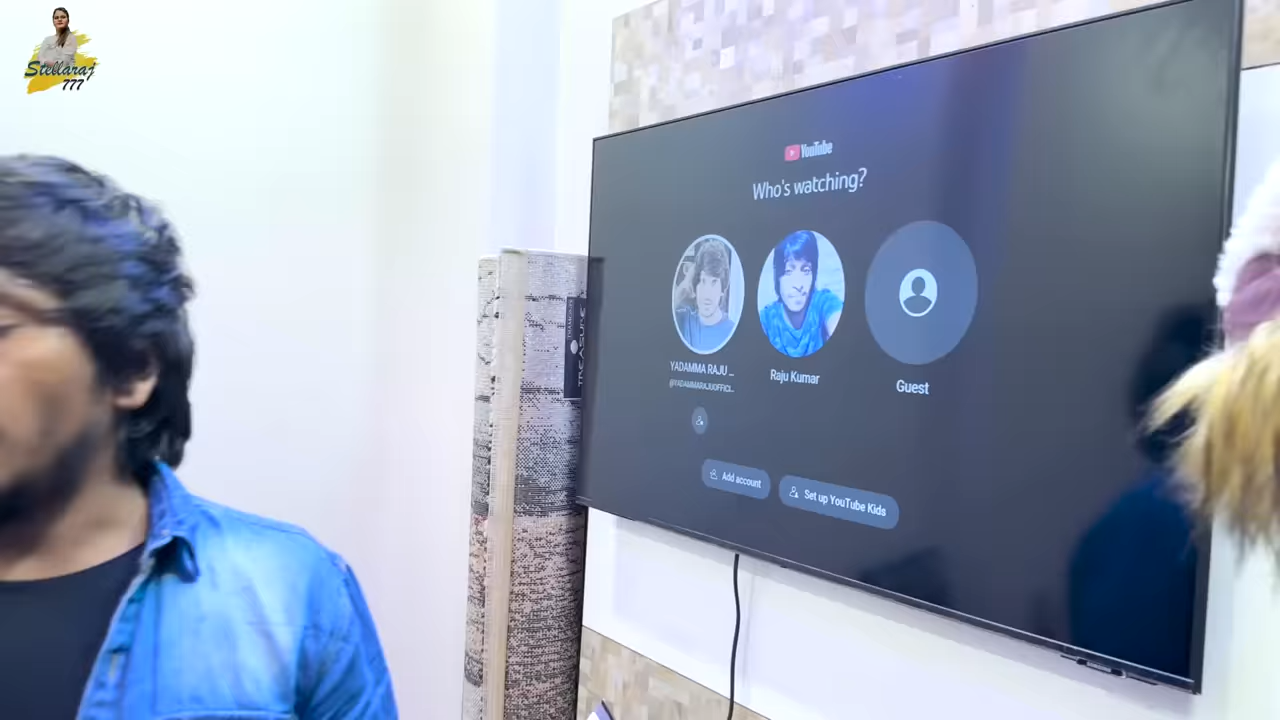 Stellaraj
777
YouTube
Who's watching?
YADAMMA RAJU ...
@YADAMMARAJUOFFICI...
Raju Kumar
Guest
Add account
Set up YouTube Kids
TREASURE